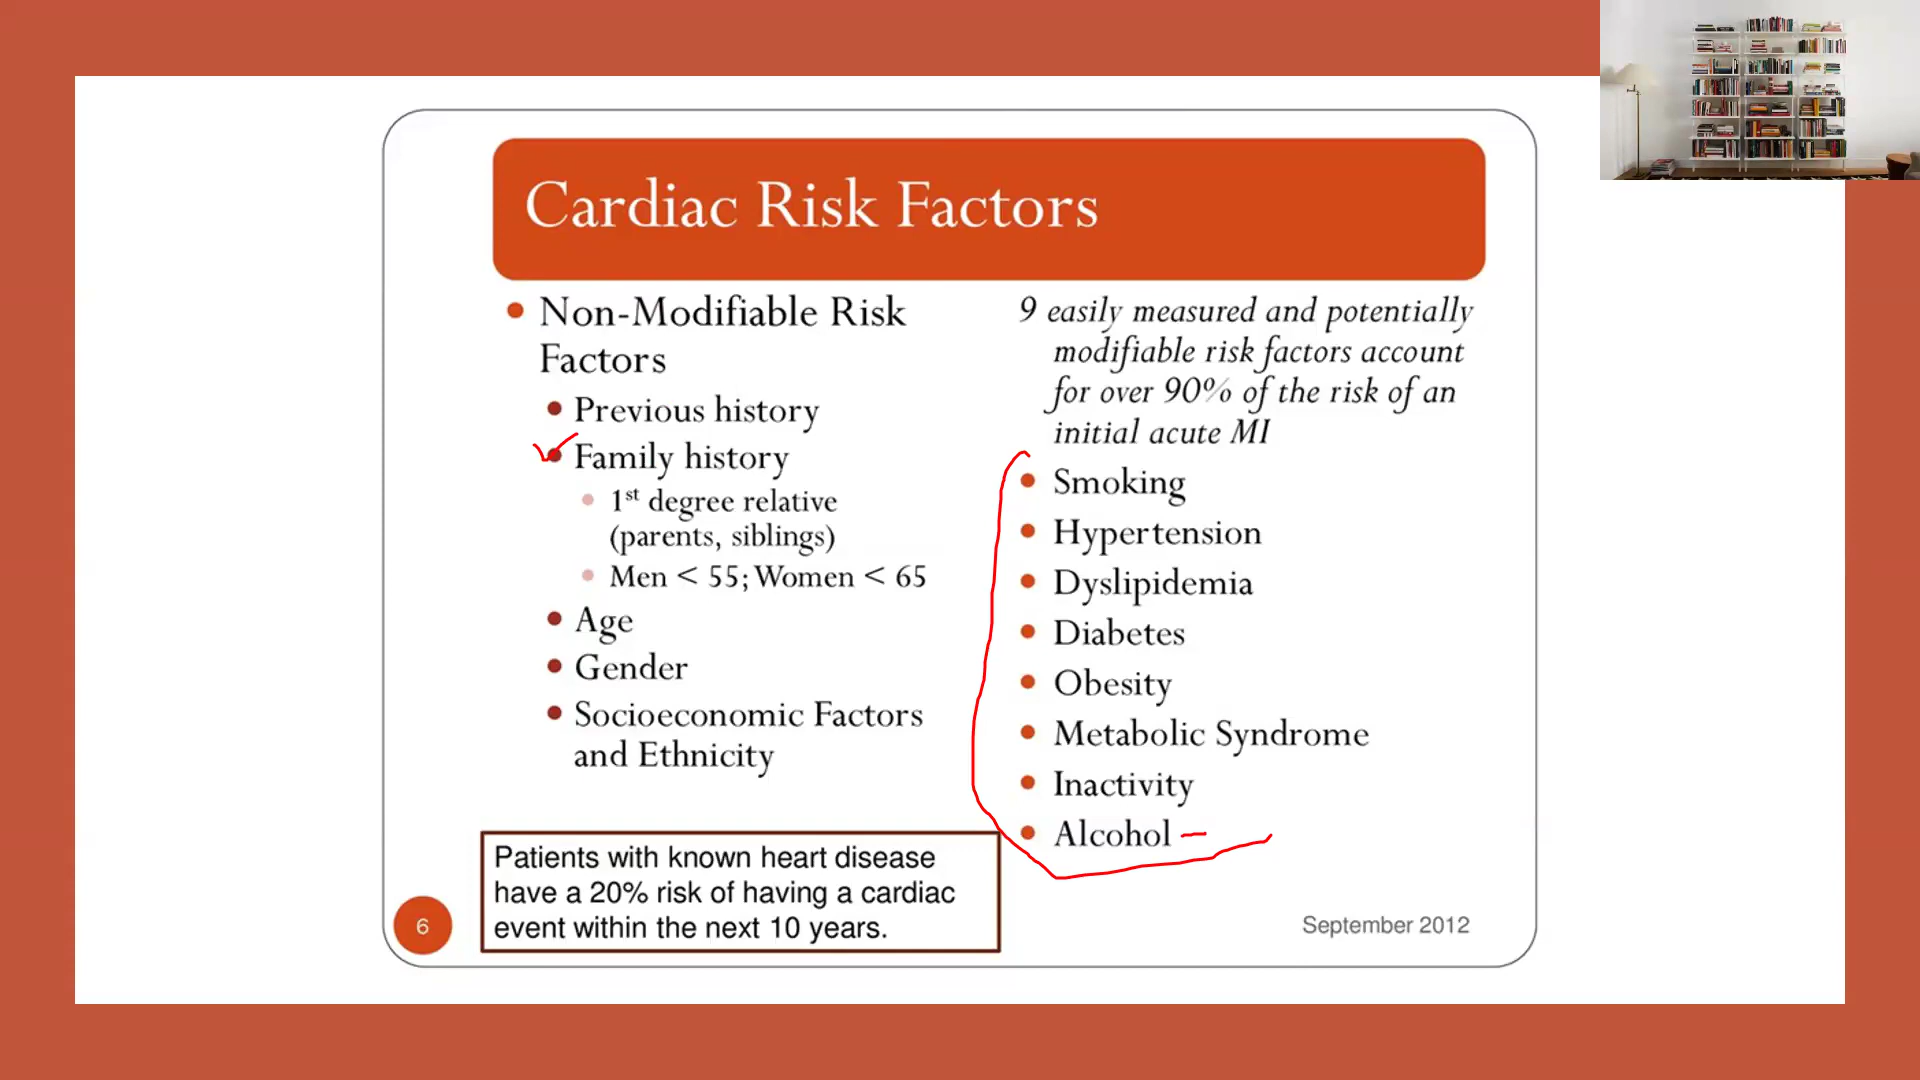 Cardiac Risk Factors
Non-Modifiable Risk
Factors
Previous history
Family history
1st degree relative
(parents, siblings)
Men < 55; Women < 65
Age
Gender
Socioeconomic Factors
and Ethnicity
9 easily measured and potentially
modifiable risk factors account
for over 90% of the risk of an
initial acute MI
Smoking
Hypertension
Dyslipidemia
Diabetes
Obesity
Metabolic Syndrome
Inactivity
Alcohol
Patients with known heart disease
have a 20% risk of having a cardiac
event within the next 10 years.
6
September 2012